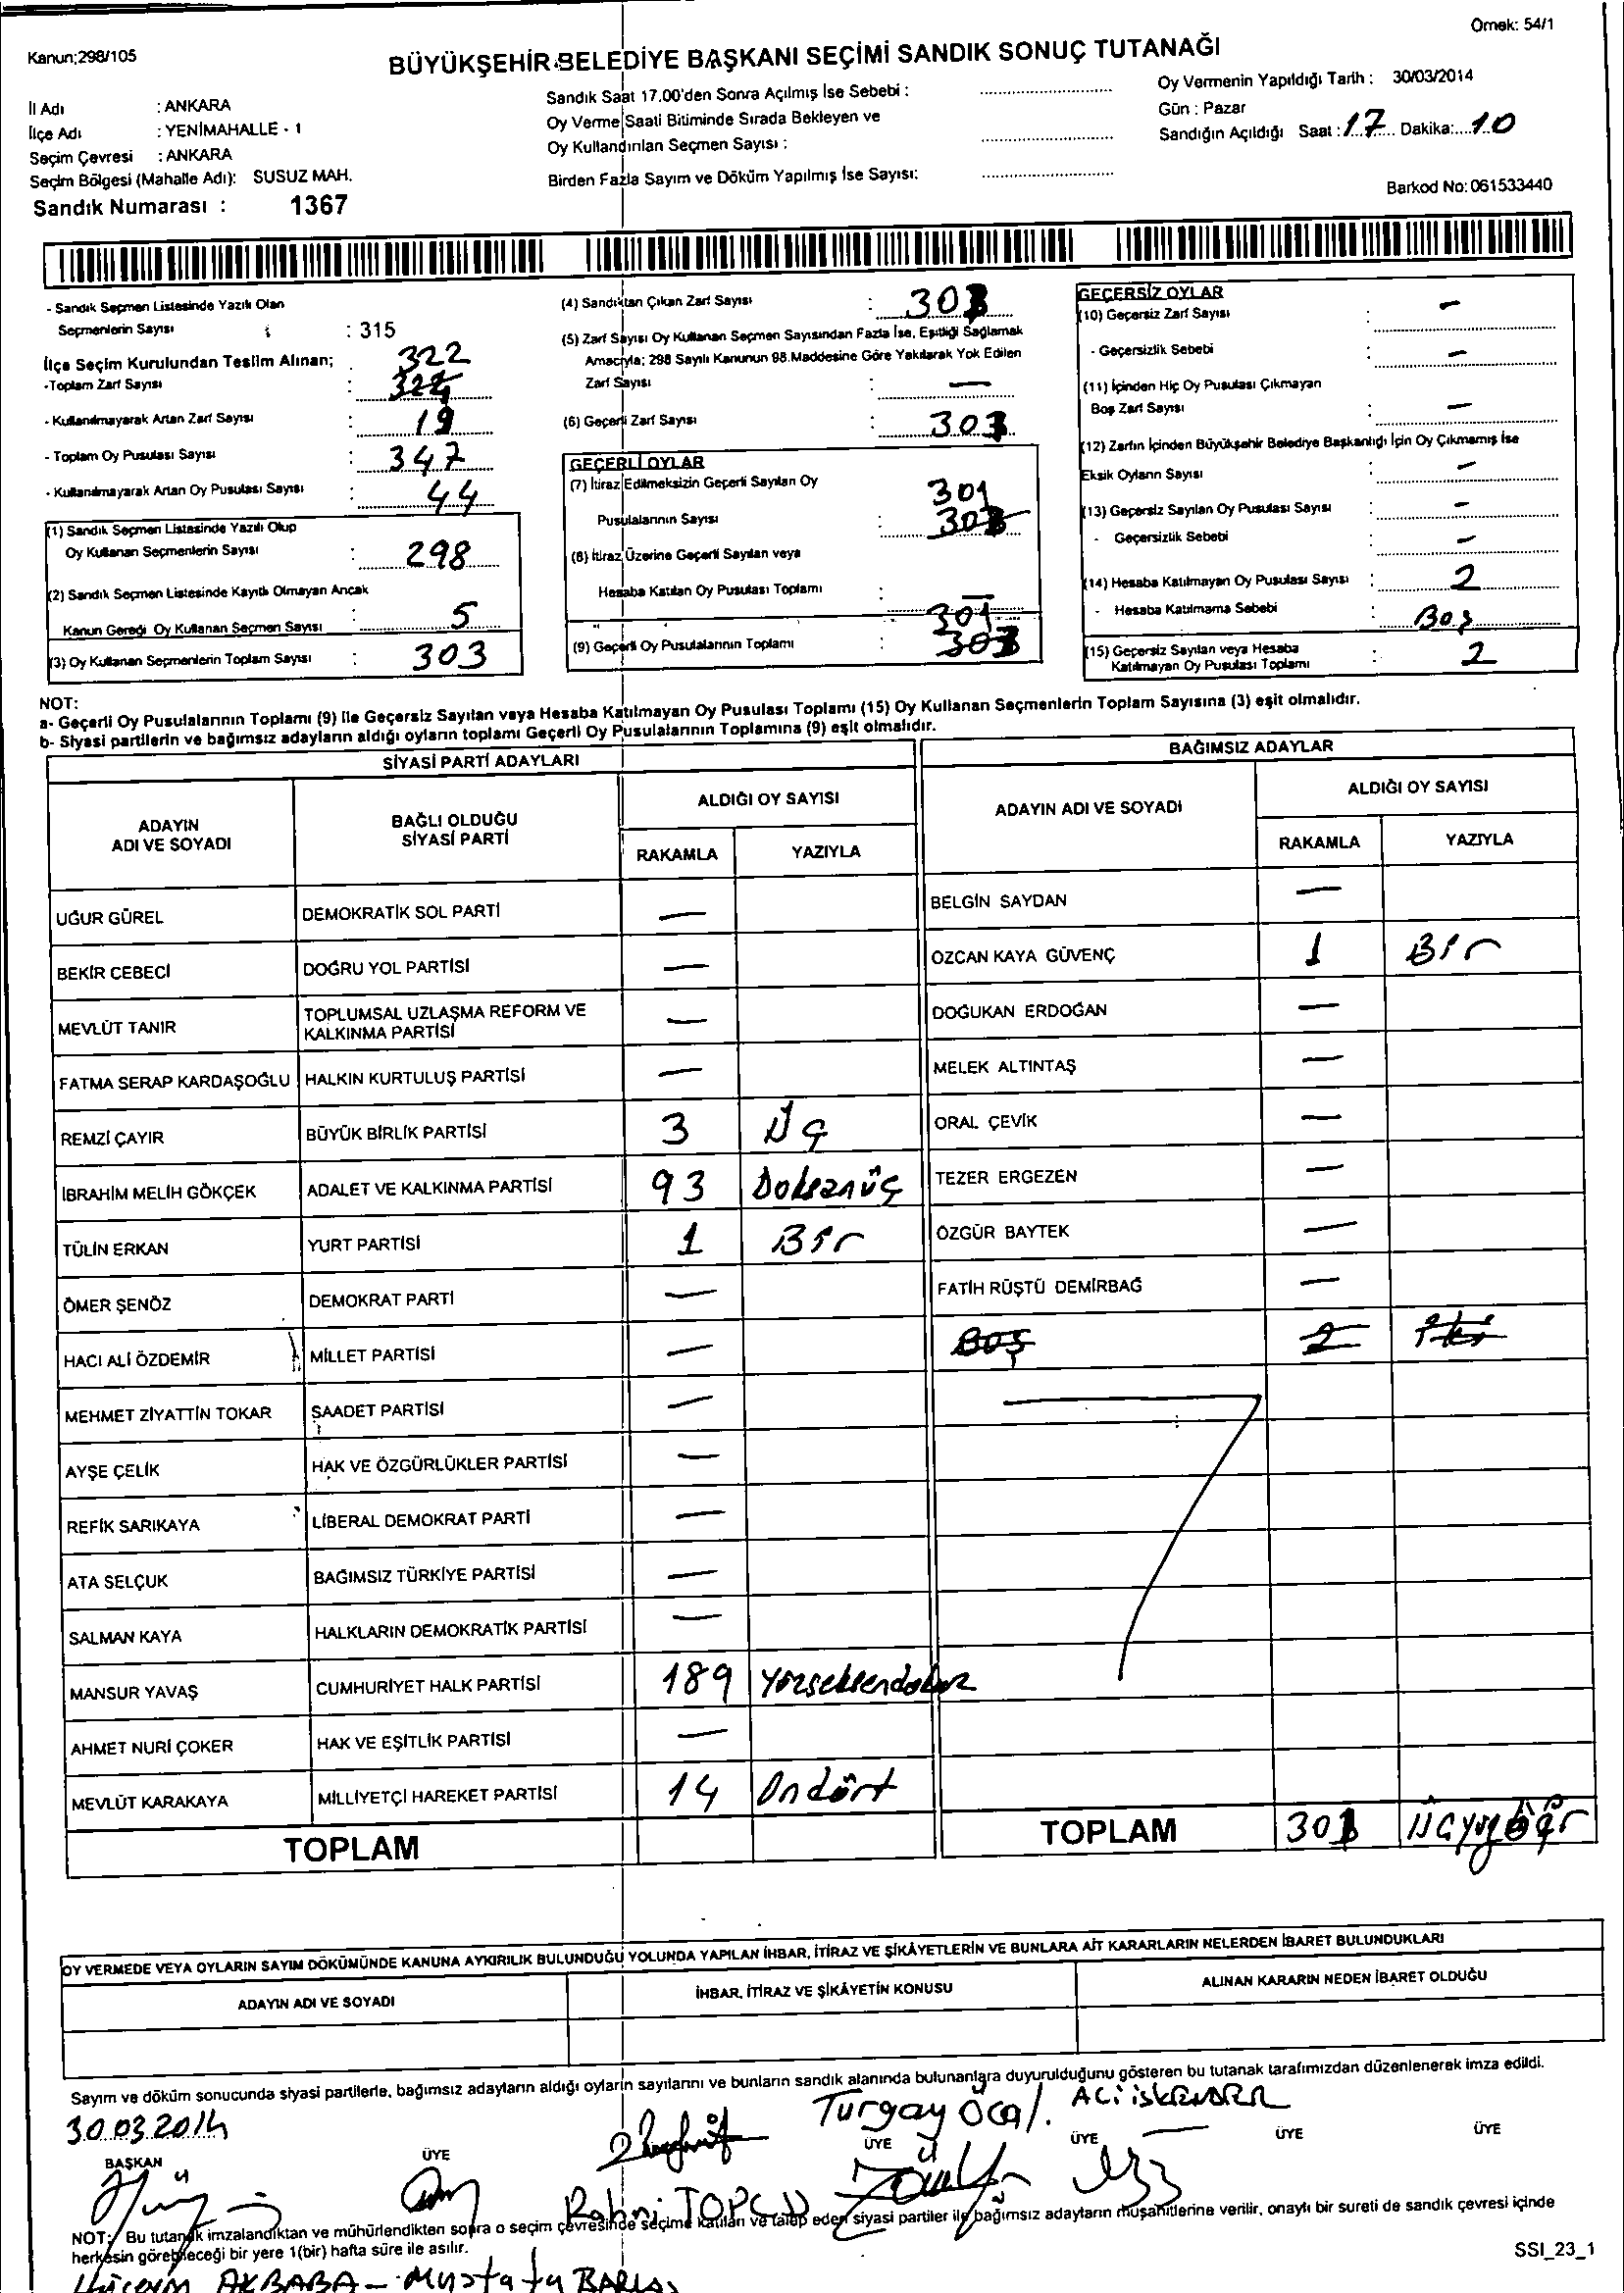 Örnek: 54/1
Kanun;298/105
BÜYÜKŞEHİR BELEDİYE BAŞKANI SEÇİMİ SANDIK SONUÇ TUTANAĞI
İl Adı : ANKARA
İlçe Adı : YENİMAHALLE - 1
Seçim Çevresi : ANKARA
Seçim Bölgesi (Mahalle Adı): SUSUZ MAH.
Sandık Numarası : 1367
Sandık Saat 17.00'den Sonra Açılmış İse Sebebi :
Oy Verme Saati Bitiminde Sırada Bekleyen ve
Oy Kullandırılan Seçmen Sayısı :
Birden Fazla Sayım ve Döküm Yapılmış İse Sayısı:
Oy Vermenin Yapıldığı Tarih : 30/03/2014
Gün : Pazar
Sandığın Açıldığı Saat : 17 Dakika: 10
Barkod No: 061533440
- Sandık Seçmen Listesinde Yazılı Olan
Seçmenlerin Sayısı : 315
İlçe Seçim Kurulundan Teslim Alınan; 322
-Toplam Zarf Sayısı :
- Kullanılmayarak Artan Zarf Sayısı : 19
- Toplam Oy Pusulası Sayısı : 347
- Kullanılmayarak Artan Oy Pusulası Sayısı : 44
(1) Sandık Seçmen Listesinde Yazılı Olup
Oy Kullanan Seçmenlerin Sayısı : 298
(2) Sandık Seçmen Listesinde Kayıtlı Olmayan Ancak
Kanun Gereği Oy Kullanan Seçmen Sayısı 5
(3) Oy Kullanan Seçmenlerin Toplam Sayısı : 303
(4) Sandıktan Çıkan Zarf Sayısı : 303
(5) Zarf Sayısı Oy Kullanan Seçmen Sayısından Fazla İse, Eşitliği Sağlamak
Amacıyla; 298 Sayılı Kanunun 98.Maddesine Göre Yakılarak Yok Edilen
Zarf Sayısı : —
(6) Geçerli Zarf Sayısı : 303
GEÇERLİ OYLAR
(7) İtiraz Edilmeksizin Geçerli Sayılan Oy 301
Pusulalarının Sayısı : 303
(8) İtiraz Üzerine Geçerli Sayılan veya
Hesaba Katılan Oy Pusulası Toplamı : —
301
(9) Geçerli Oy Pusulalarının Toplamı : 303
GEÇERSİZ OYLAR
(10) Geçersiz Zarf Sayısı : —
- Geçersizlik Sebebi : —
(11) İçinden Hiç Oy Pusulası Çıkmayan
Boş Zarf Sayısı : —
(12) Zarfın İçinden Büyükşehir Belediye Başkanlığı İçin Oy Çıkmamış İse
Eksik Oyların Sayısı : —
(13) Geçersiz Sayılan Oy Pusulası Sayısı : —
- Geçersizlik Sebebi : —
(14) Hesaba Katılmayan Oy Pusulası Sayısı : 2
- Hesaba Katılmama Sebebi : Boş
(15) Geçersiz Sayılan veya Hesaba
Katılmayan Oy Pusulası Toplamı : 2
NOT:
a- Geçerli Oy Pusulalarının Toplamı (9) ile Geçersiz Sayılan veya Hesaba Katılmayan Oy Pusulası Toplamı (15) Oy Kullanan Seçmenlerin Toplam Sayısına (3) eşit olmalıdır.
b- Siyasi partilerin ve bağımsız adayların aldığı oyların toplamı Geçerli Oy Pusulalarının Toplamına (9) eşit olmalıdır.
SİYASİ PARTİ ADAYLARI
ADAYIN ADI VE SOYADI BAĞLI OLDUĞU SİYASİ PARTİ ALDIĞI OY SAYISI
RAKAMLA YAZIYLA
UĞUR GÜREL DEMOKRATİK SOL PARTİ —
BEKİR CEBECİ DOĞRU YOL PARTİSİ —
MEVLÜT TANIR TOPLUMSAL UZLAŞMA REFORM VE KALKINMA PARTİSİ —
FATMA SERAP KARDAŞOĞLU HALKIN KURTULUŞ PARTİSİ —
REMZİ ÇAYIR BÜYÜK BİRLİK PARTİSİ 3 Üç
İBRAHİM MELİH GÖKÇEK ADALET VE KALKINMA PARTİSİ 93 Doksanüç
TÜLİN ERKAN YURT PARTİSİ 1 Bir
ÖMER ŞENÖZ DEMOKRAT PARTİ —
HACI ALİ ÖZDEMİR MİLLET PARTİSİ —
MEHMET ZİYATTİN TOKAR SAADET PARTİSİ —
AYŞE ÇELİK HAK VE ÖZGÜRLÜKLER PARTİSİ —
REFİK SARIKAYA LİBERAL DEMOKRAT PARTİ —
ATA SELÇUK BAĞIMSIZ TÜRKİYE PARTİSİ —
SALMAN KAYA HALKLARIN DEMOKRATİK PARTİSİ —
MANSUR YAVAŞ CUMHURİYET HALK PARTİSİ 189 Yüzseksendokuz
AHMET NURİ ÇOKER HAK VE EŞİTLİK PARTİSİ —
MEVLÜT KARAKAYA MİLLİYETÇİ HAREKET PARTİSİ 14 Ondört
TOPLAM
BAĞIMSIZ ADAYLAR
ADAYIN ADI VE SOYADI ALDIĞI OY SAYISI
RAKAMLA YAZIYLA
BELGİN SAYDAN —
ÖZCAN KAYA GÜVENÇ 1 Bir
DOĞUKAN ERDOĞAN —
MELEK ALTINTAŞ —
ORAL ÇEVİK —
TEZER ERGEZEN —
ÖZGÜR BAYTEK —
FATİH RÜŞTÜ DEMİRBAĞ —
BOŞ 2 İki
TOPLAM 301
OY VERMEDE VEYA OYLARIN SAYIM DÖKÜMÜNDE KANUNA AYKIRILIK BULUNDUĞU YOLUNDA YAPILAN İHBAR, İTİRAZ VE ŞİKÂYETLERİN VE BUNLARA AİT KARARLARIN NELERDEN İBARET BULUNDUKLARI
ADAYIN ADI VE SOYADI İHBAR, İTİRAZ VE ŞİKÂYETİN KONUSU ALINAN KARARIN NEDEN İBARET OLDUĞU
Sayım ve döküm sonucunda siyasi partilerle, bağımsız adayların aldığı oyların sayılarını ve bunların sandık alanında bulunanlara duyurulduğunu gösteren bu tutanak tarafımızdan düzenlenerek imza edildi.
30.03.2014 Turgay Öcal. ALİ İSKENDER
BAŞKAN ÜYE ÜYE ÜYE ÜYE ÜYE
Rahmi TOPCU
NOT: Bu tutanak imzalandıktan ve mühürlendikten sonra o seçim çevresinde seçime katılan ve talep eden siyasi partiler ile bağımsız adayların müşahitlerine verilir, onaylı bir sureti de sandık çevresi içinde
herkesin görebileceği bir yere 1(bir) hafta süre ile asılır.
SSI_23_1
AKBABA - Mustafa